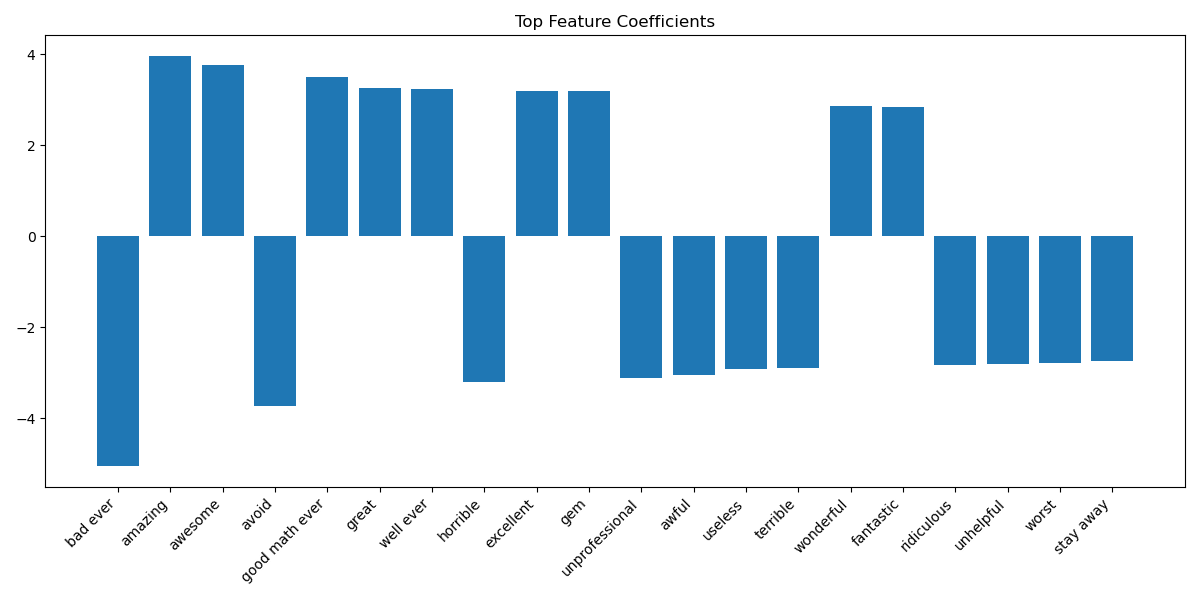 Top Feature Coefficients
4
2
0
−2
−4
bad ever
amazing
awesome
avoid
good math ever
great
well ever
horrible
excellent
gem
unprofessional
awful
useless
terrible
wonderful
fantastic
ridiculous
unhelpful
worst
stay away